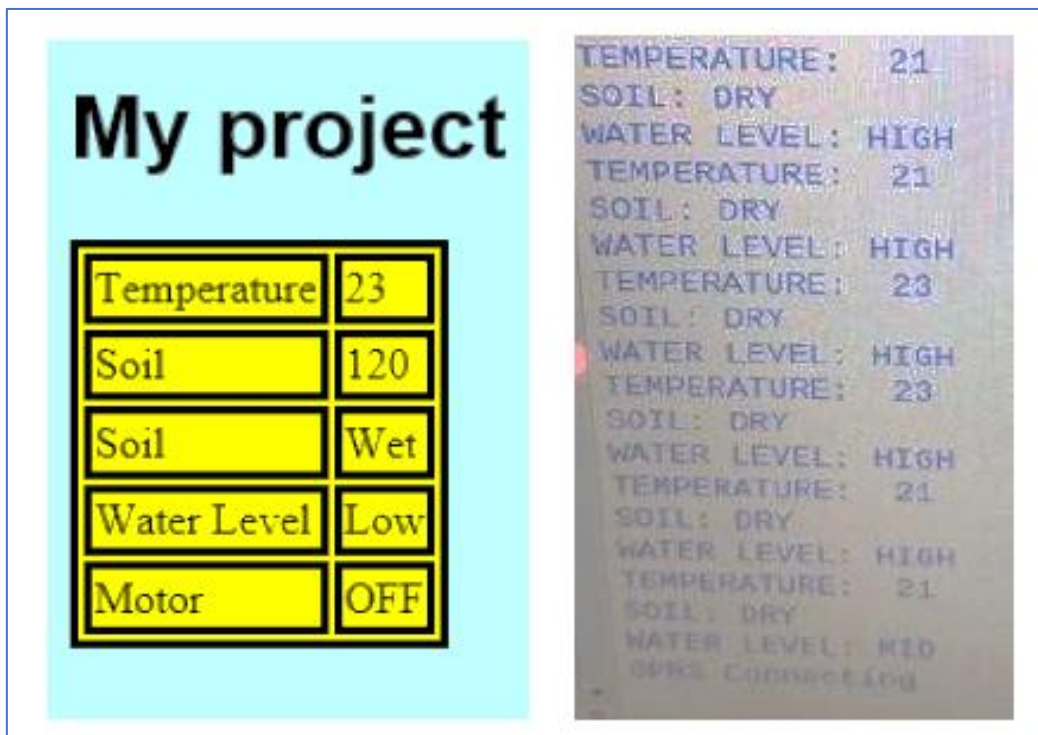 My project
Temperature 23
Soil 120
Soil Wet
Water Level Low
Motor OFF
TEMPERATURE: 21
SOIL: DRY
WATER LEVEL: HIGH
TEMPERATURE: 21
SOIL: DRY
WATER LEVEL: HIGH
TEMPERATURE: 23
SOIL: DRY
WATER LEVEL: HIGH
TEMPERATURE: 23
SOIL: DRY
WATER LEVEL: HIGH
TEMPERATURE: 21
SOIL: DRY
WATER LEVEL: HIGH
TEMPERATURE: 21
SOIL: DRY
WATER LEVEL: MID
GPRS Connecting